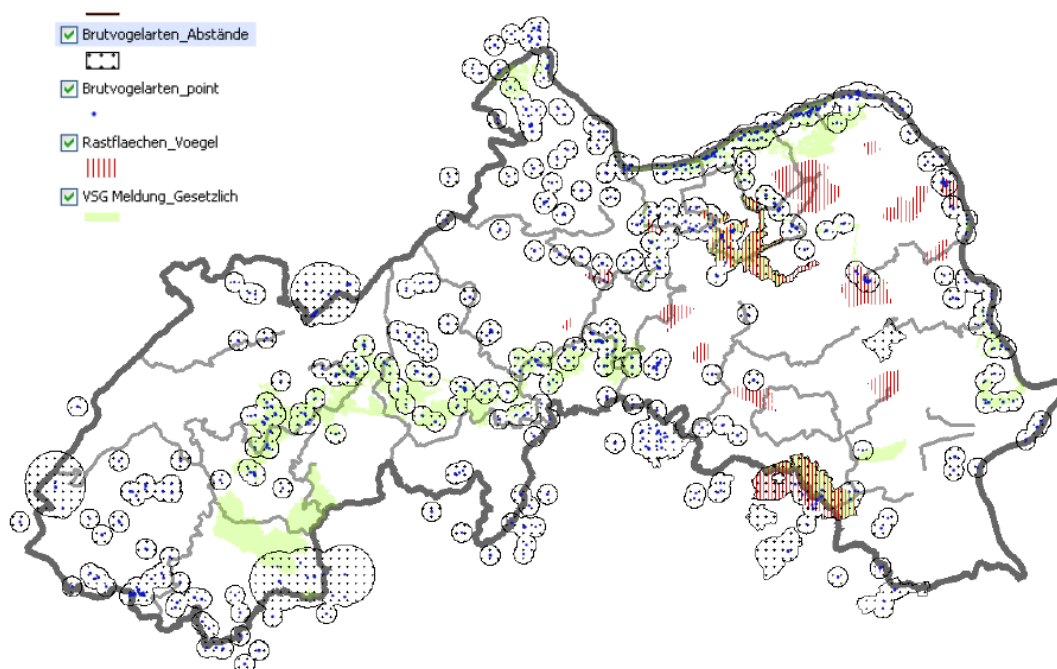 Brutvogelarten_Abstände
Brutvogelarten_point
Rastflaechen_Voegel
VSG Meldung_Gesetzlich